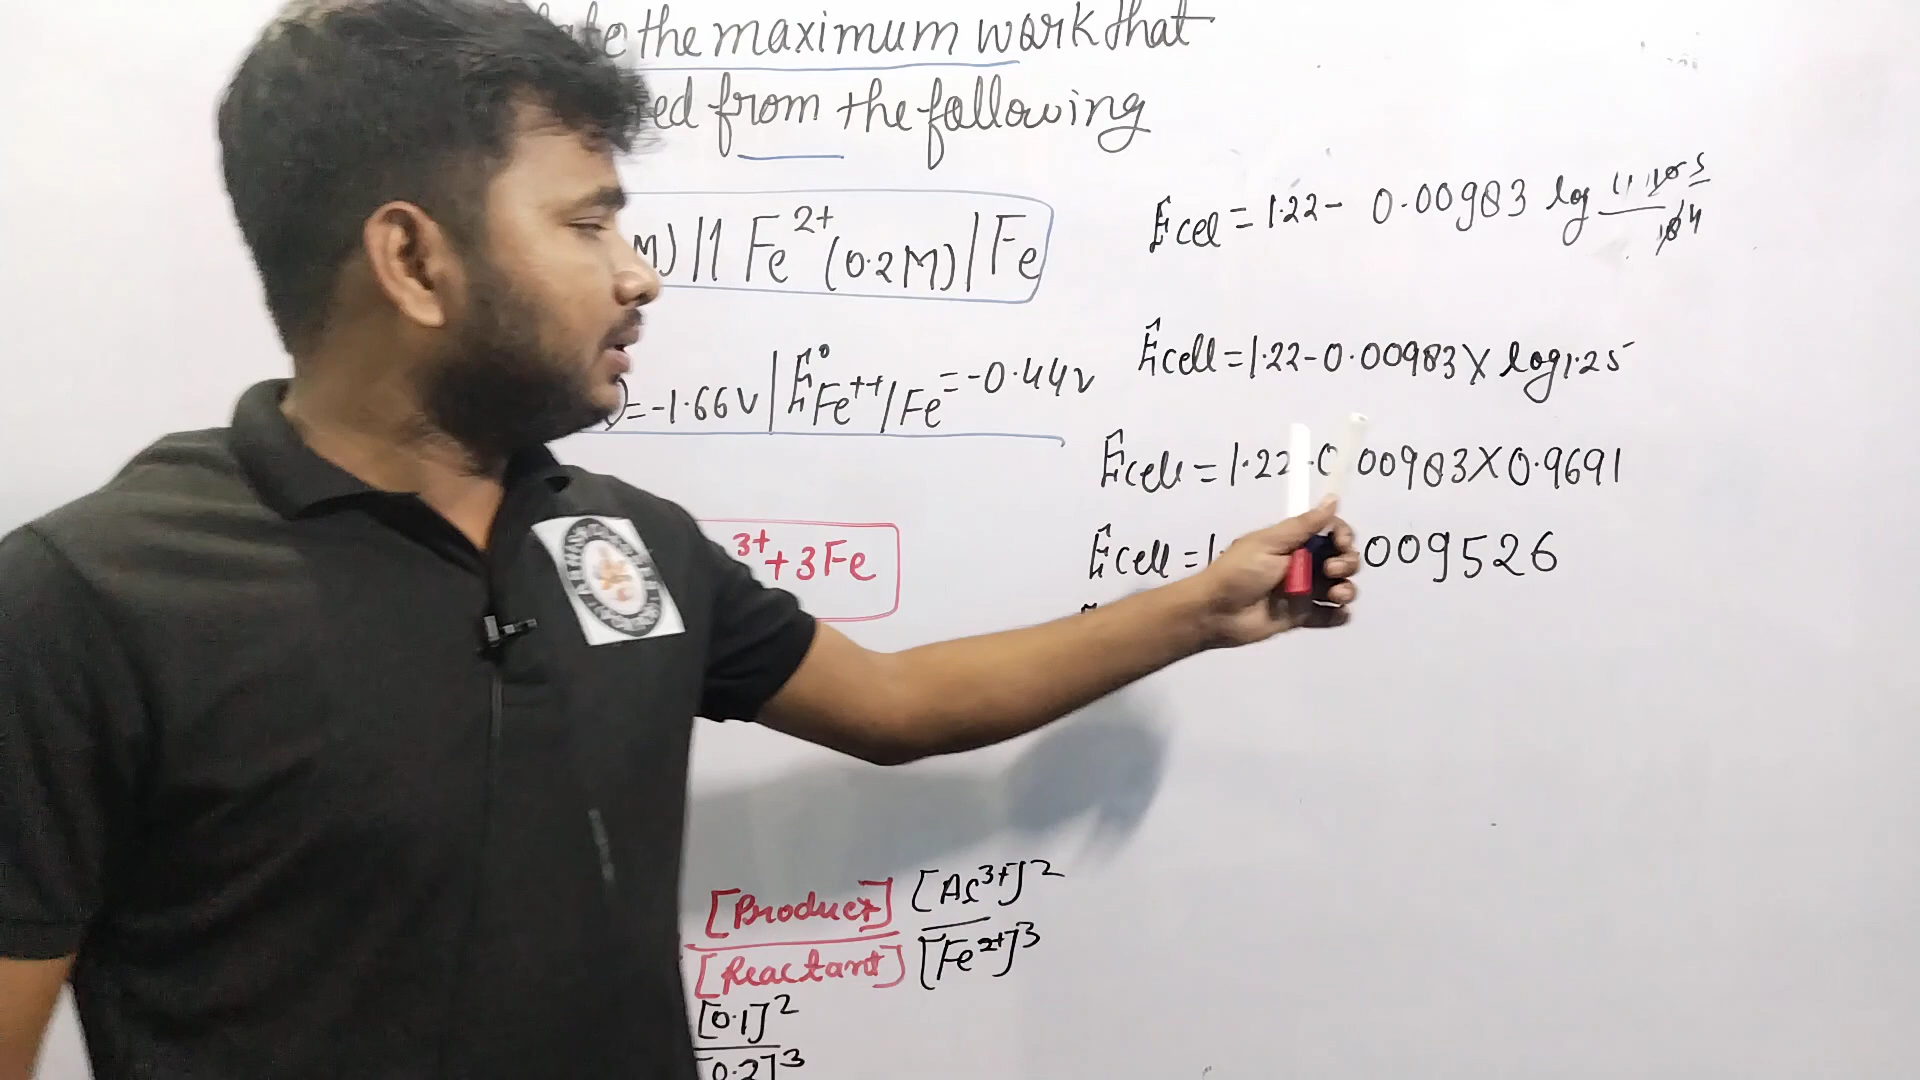 the maximum work that
from the following
M) || Fe²⁺ (0.2M) | Fe
=-1.66V | E°Fe⁺⁺/Fe = -0.44V
³⁺ + 3Fe
[Product] [Al³⁺]²
[Reactant] [Fe²⁺]³
[0.1]²
[0.2]³
Ecell = 1.22 - 0.00983 log
Ecell = 1.22 - 0.00983 X log1.25
Ecell = 1.22 - 0.00983 X 0.9691
Ecell = 1. 009526